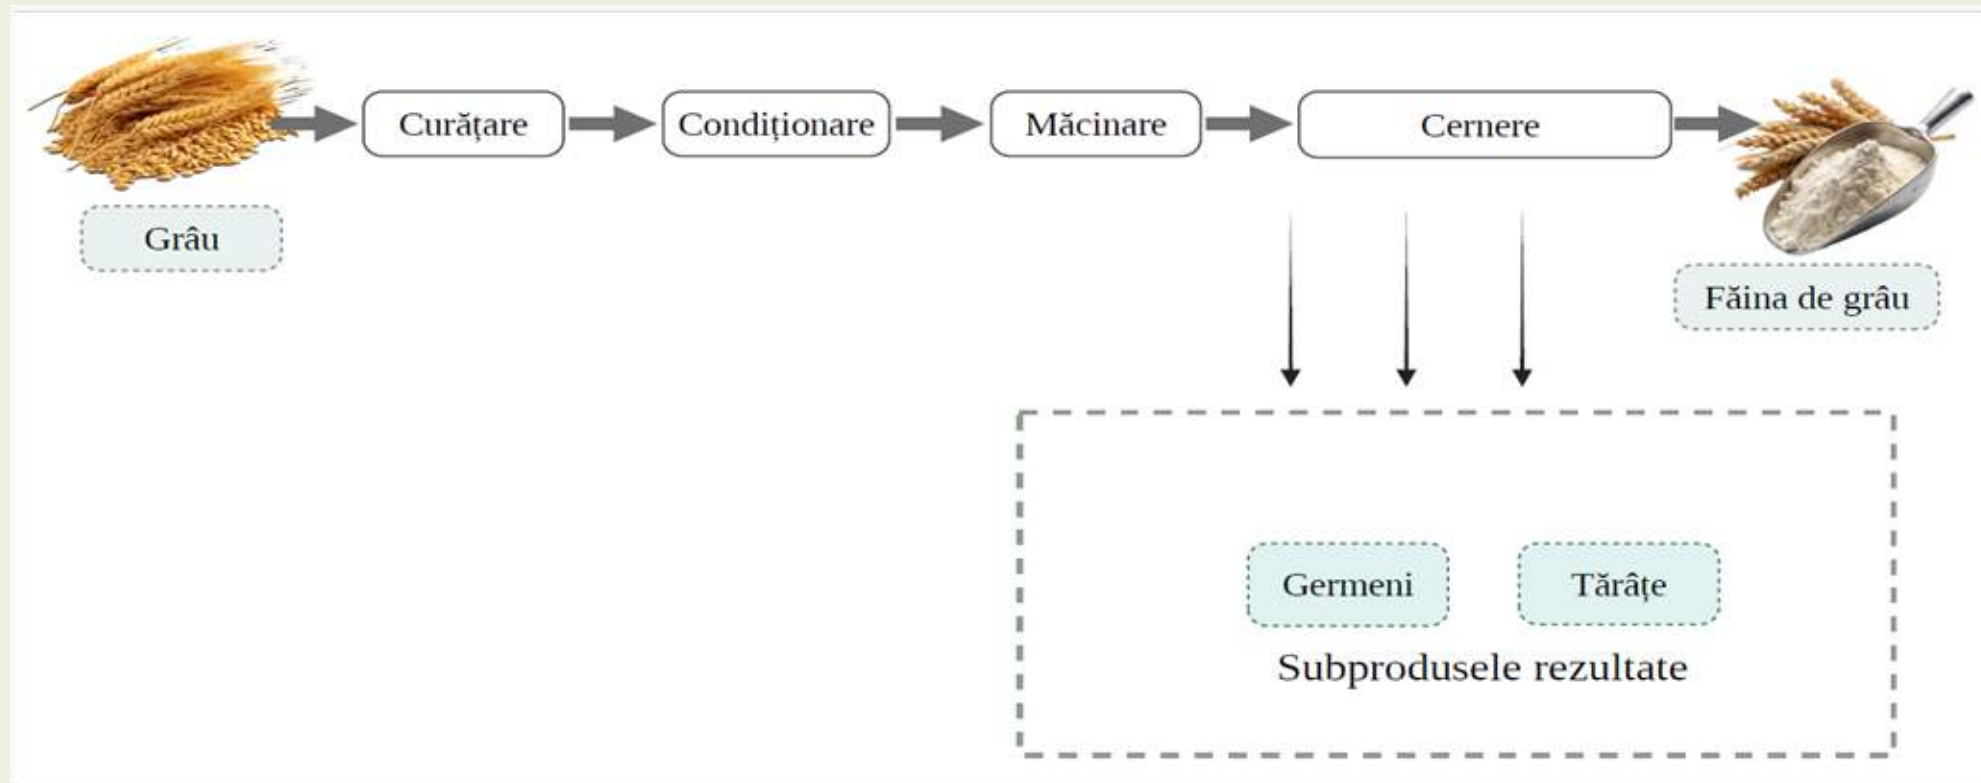 Curățare
Condiționare
Măcinare
Cernere
Grâu
Făina de grâu
Germeni
Tărâțe
Subprodusele rezultate